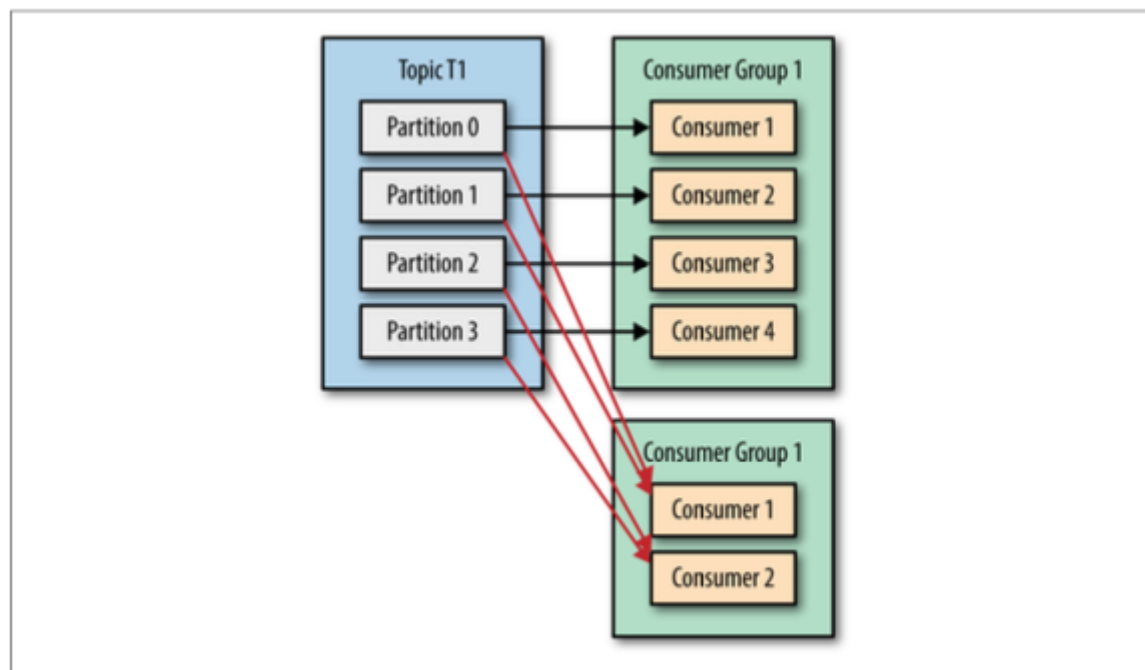 Topic T1
Partition 0
Partition 1
Partition 2
Partition 3
Consumer Group 1
Consumer 1
Consumer 2
Consumer 3
Consumer 4
Consumer Group 1
Consumer 1
Consumer 2